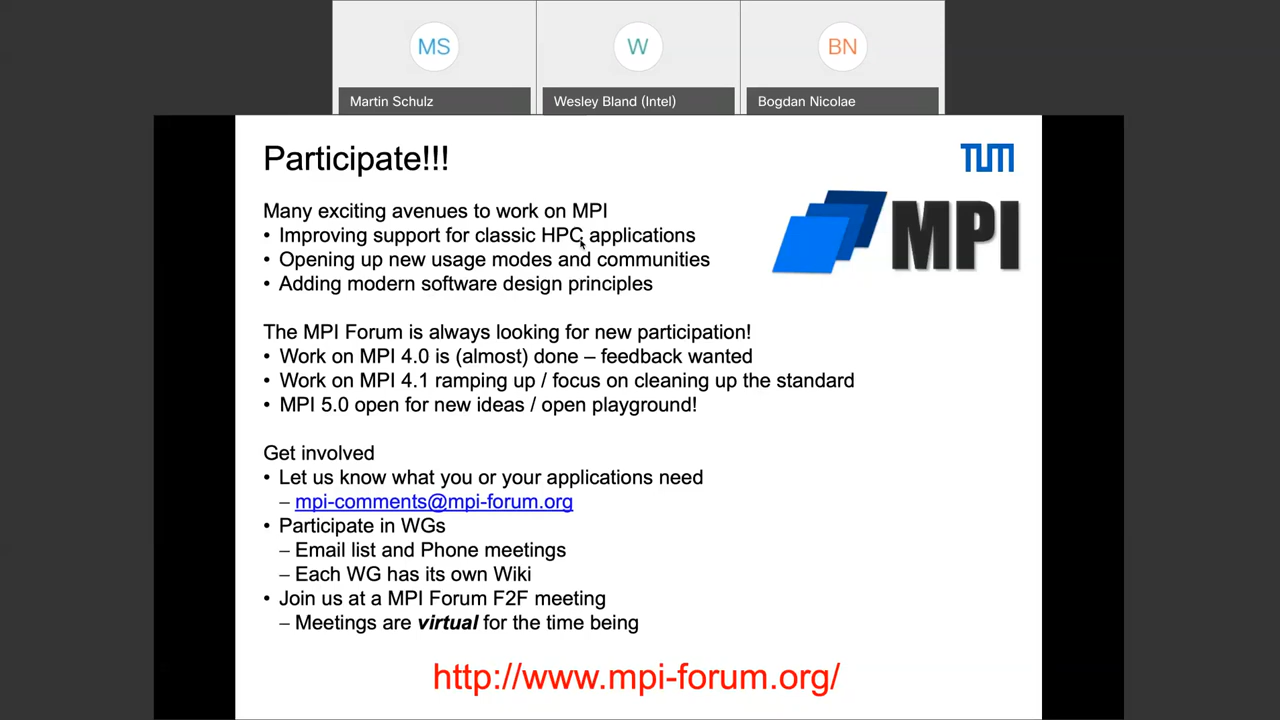 MS
W
BN
Martin Schulz
Wesley Bland (Intel)
Bogdan Nicolae
Participate!!!
TUM
MPI
Many exciting avenues to work on MPI
• Improving support for classic HPC applications
• Opening up new usage modes and communities
• Adding modern software design principles
The MPI Forum is always looking for new participation!
• Work on MPI 4.0 is (almost) done – feedback wanted
• Work on MPI 4.1 ramping up / focus on cleaning up the standard
• MPI 5.0 open for new ideas / open playground!
Get involved
• Let us know what you or your applications need
– mpi-comments@mpi-forum.org
• Participate in WGs
– Email list and Phone meetings
– Each WG has its own Wiki
• Join us at a MPI Forum F2F meeting
– Meetings are virtual for the time being
http://www.mpi-forum.org/